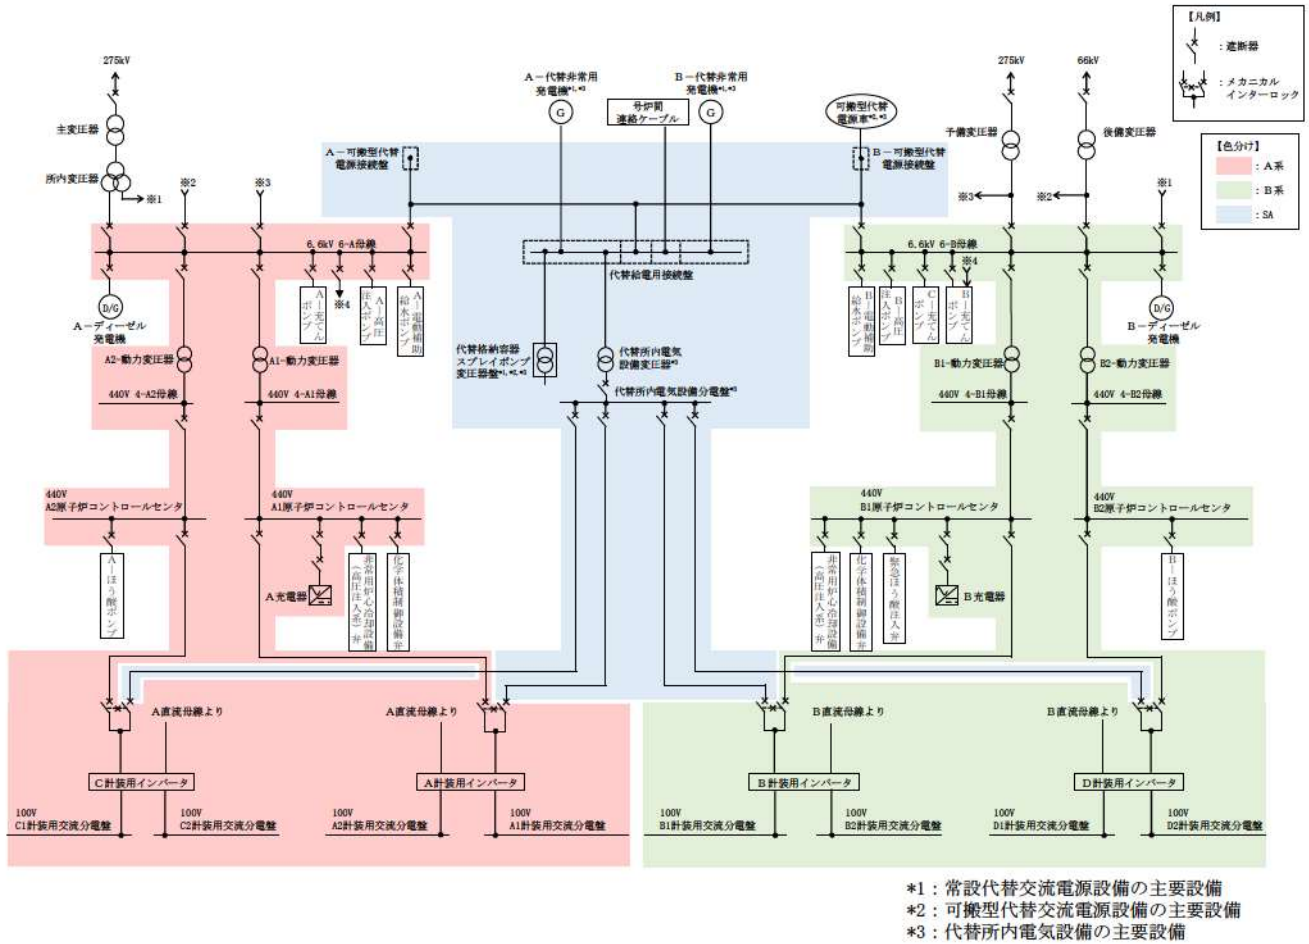 【凡例】
：遮断器
：メカニカル
インターロック
【色分け】
：A系
：B系
：SA
275kV
主変圧器
所内変圧器
※1
※2
※3
A－代替非常用
発電機*1,*3
B－代替非常用
発電機*1,*3
G
G
号炉間
連絡ケーブル
可搬型代替
電源車*2,*3
275kV
66kV
予備変圧器
後備変圧器
※3
※2
※1
A－可搬型代替
電源接続盤
B－可搬型代替
電源接続盤
6.6kV 6-A母線
6.6kV 6-B母線
代替給電用接続盤
D/G
A－ディーゼル
発電機
A－充てん
ポンプ
※4
A－高圧
注入ポンプ
A－電動補助
給水ポンプ
B－電動補助
給水ポンプ
B－高圧
注入ポンプ
C－充てん
ポンプ
※4
B－充てん
ポンプ
D/G
B－ディーゼル
発電機
代替格納容器
スプレイポンプ
変圧器盤*1,*2,*3
代替所内電気
設備変圧器*3
代替所内電気設備分電盤*3
A2-動力変圧器
A1-動力変圧器
B1-動力変圧器
B2-動力変圧器
440V 4-A2母線
440V 4-A1母線
440V 4-B1母線
440V 4-B2母線
440V
A2原子炉コントロールセンタ
440V
A1原子炉コントロールセンタ
440V
B1原子炉コントロールセンタ
440V
B2原子炉コントロールセンタ
A－ほう酸ポンプ
A充電器
非常用炉心冷却設備
（高圧注入系）弁
化学体積制御設備弁
非常用炉心冷却設備
（高圧注入系）弁
化学体積制御設備弁
緊急ほう酸注入弁
B充電器
B－ほう酸ポンプ
A直流母線より
A直流母線より
B直流母線より
B直流母線より
C計装用インバータ
A計装用インバータ
B計装用インバータ
D計装用インバータ
100V
C1計装用交流分電盤
100V
C2計装用交流分電盤
100V
A2計装用交流分電盤
100V
A1計装用交流分電盤
100V
B1計装用交流分電盤
100V
B2計装用交流分電盤
100V
D1計装用交流分電盤
100V
D2計装用交流分電盤
*1：常設代替交流電源設備の主要設備
*2：可搬型代替交流電源設備の主要設備
*3：代替所内電気設備の主要設備